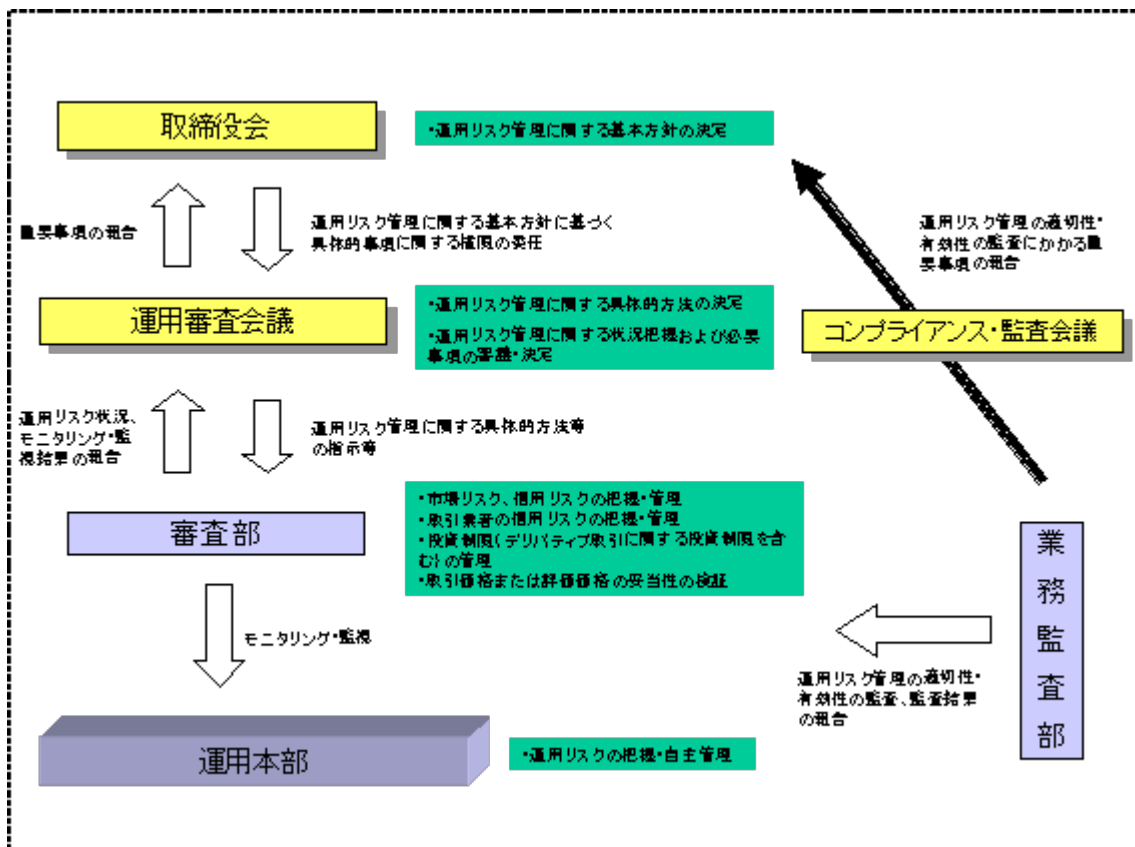 取締役会
・運用リスク管理に関する基本方針の決定
重要事項の報告
運用リスク管理に関する基本方針に基づく
具体的事項に関する権限の委任
運用リスク管理の適切性・
有効性の監査にかかる重
要事項の報告
運用審査会議
・運用リスク管理に関する具体的方法の決定
・運用リスク管理に関する状況把握および必要
事項の審議・決定
コンプライアンス・監査会議
運用リスク状況、
モニタリング・監
視結果の報告
運用リスク管理に関する具体的方法等
の指示等
審査部
・市場リスク、信用リスクの把握・管理
・取引業者の信用リスクの把握・管理
・投資制限(デリバティブ取引に関する投資制限を含
む)の管理
・取引価格または評価価格の妥当性の検証
業務監査部
モニタリング・監視
運用リスク管理の適切性・
有効性の監査、監査結果
の報告
運用本部
・運用リスクの把握・自主管理